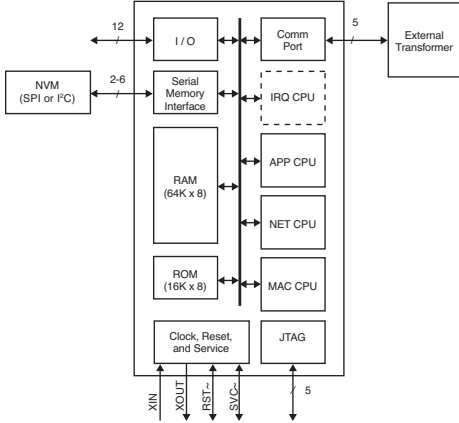 12
I / O
Comm
Port
5
External
Transformer
NVM
(SPI or I²C)
2-6
Serial
Memory
Interface
IRQ CPU
RAM
(64K x 8)
APP CPU
NET CPU
ROM
(16K x 8)
MAC CPU
Clock, Reset,
and Service
JTAG
XIN
XOUT
RST~
SVC~
5